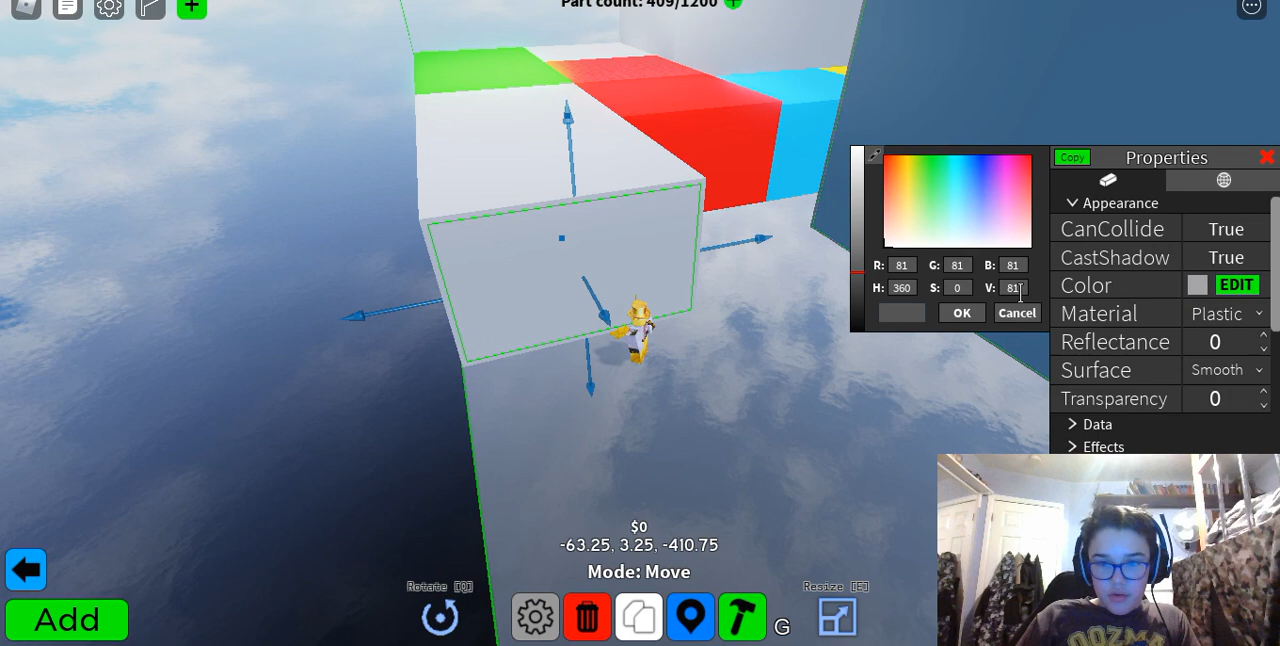 Part count: 409/1200
Copy
Properties
Appearance
CanCollide True
CastShadow True
Color EDIT
Material Plastic
Reflectance 0
Surface Smooth
Transparency 0
Data
Effects
R: 81 G: 81 B: 81
H: 360 S: 0 V: 81
OK Cancel
$0
-63.25, 3.25, -410.75
Mode: Move
Rotate [Q]
Resize [E]
Add
G
OOZMA